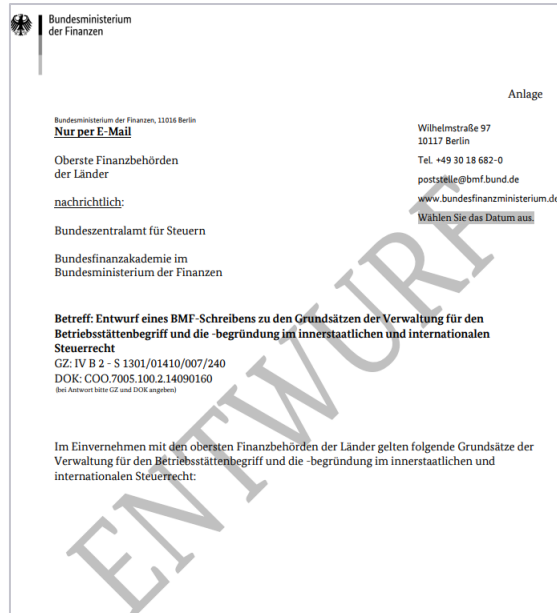 Bundesministerium
der Finanzen
Anlage
Bundesministerium der Finanzen, 11016 Berlin
Nur per E-Mail
Oberste Finanzbehörden
der Länder
nachrichtlich:
Bundeszentralamt für Steuern
Bundesfinanzakademie im
Bundesministerium der Finanzen
Wilhelmstraße 97
10117 Berlin
Tel. +49 30 18 682-0
poststelle@bmf.bund.de
www.bundesfinanzministerium.de
Wählen Sie das Datum aus.
Betreff: Entwurf eines BMF-Schreibens zu den Grundsätzen der Verwaltung für den
Betriebsstättenbegriff und die -begründung im innerstaatlichen und internationalen
Steuerrecht
GZ: IV B 2 - S 1301/01410/007/240
DOK: COO.7005.100.2.14090160
(bei Antwort bitte GZ und DOK angeben)
Im Einvernehmen mit den obersten Finanzbehörden der Länder gelten folgende Grundsätze der
Verwaltung für den Betriebsstättenbegriff und die -begründung im innerstaatlichen und
internationalen Steuerrecht:
ENTWURF